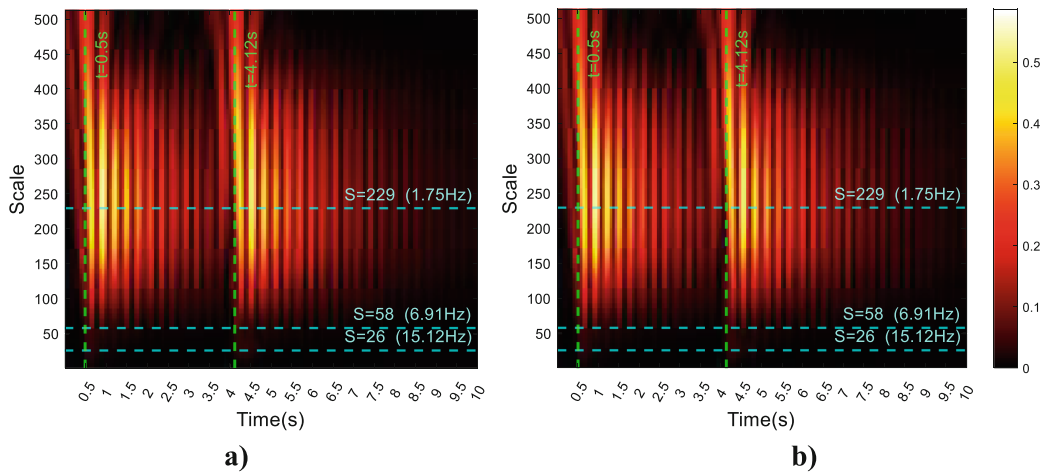 500
450
400
350
300
250
200
150
100
50
Scale
t=0.5s
t=4.12s
S=229 (1.75Hz)
S=58 (6.91Hz)
S=26 (15.12Hz)
0.5 1 1.5 2 2.5 3 3.5 4 4.5 5 5.5 6 6.5 7 7.5 8 8.5 9 9.5 10
Time(s)
a)
500
450
400
350
300
250
200
150
100
50
Scale
t=0.5s
t=4.12s
S=229 (1.75Hz)
S=58 (6.91Hz)
S=26 (15.12Hz)
0.5 1 1.5 2 2.5 3 3.5 4 4.5 5 5.5 6 6.5 7 7.5 8 8.5 9 9.5 10
Time(s)
b)
0.5
0.4
0.3
0.2
0.1
0